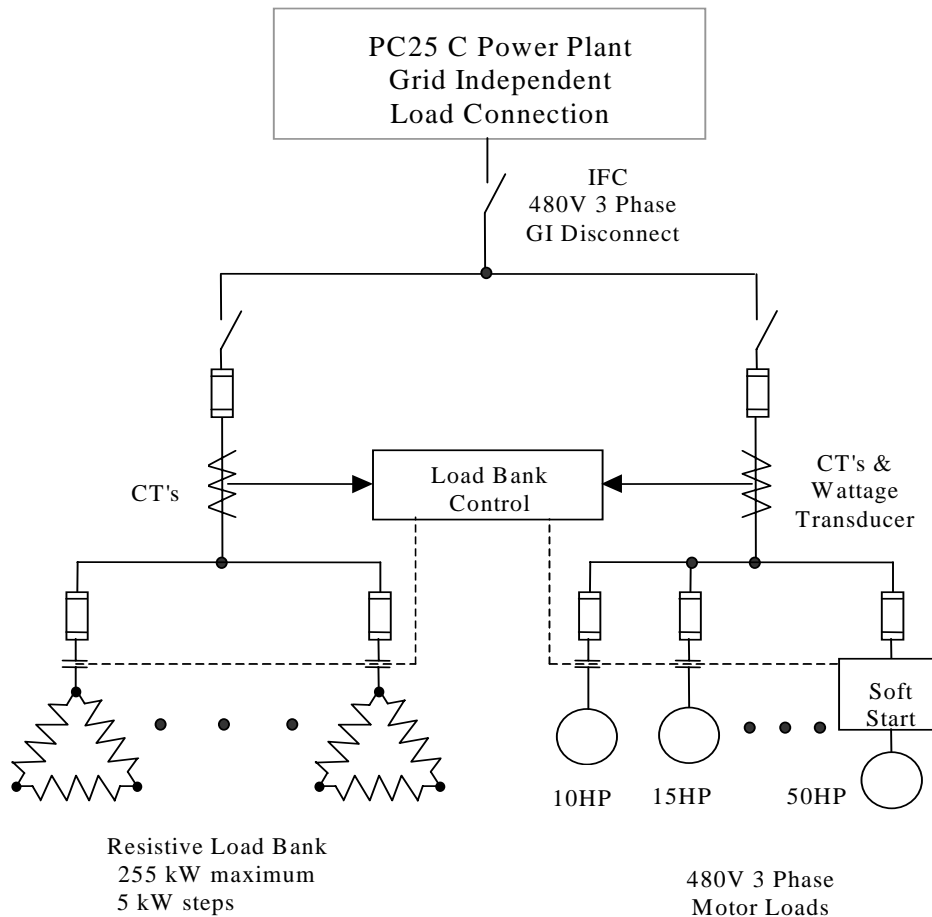 PC25 C Power Plant
Grid Independent
Load Connection
IFC
480V 3 Phase
GI Disconnect
CT's
Load Bank
Control
CT's &
Wattage
Transducer
Soft
Start
10HP
15HP
50HP
Resistive Load Bank
255 kW maximum
5 kW steps
480V 3 Phase
Motor Loads